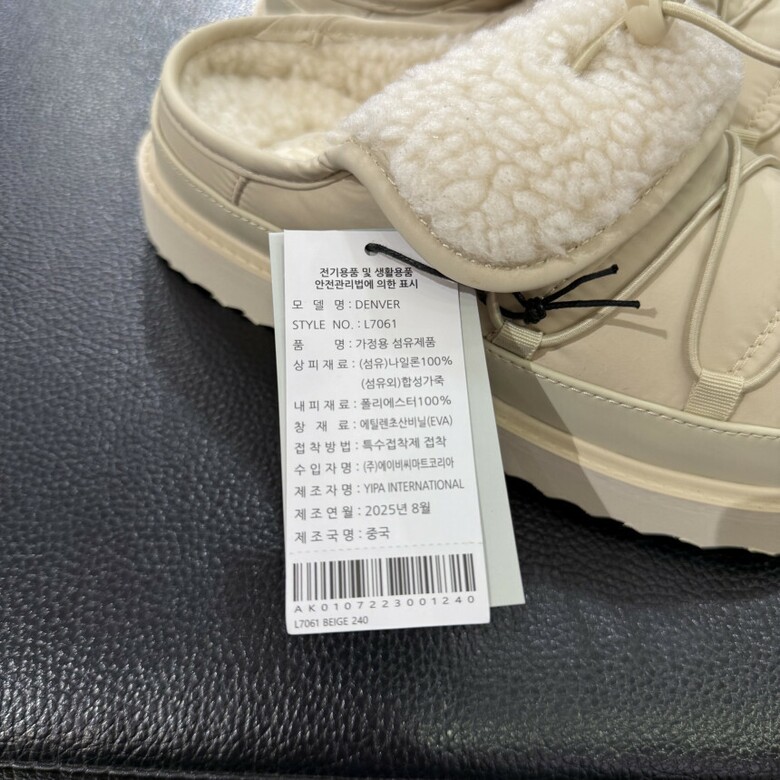 전기용품 및 생활용품
안전관리법에 의한 표시
모 델 명 : DENVER
STYLE NO. : L7061
품 명 : 가정용 섬유제품
상 피 재 료 : (섬유)나일론100%
(섬유외)합성가죽
내 피 재 료 : 폴리에스터100%
창 재 료 : 에틸렌초산비닐(EVA)
접 착 방 법 : 특수접착제 접착
수 입 자 명 : (주)에이비씨마트코리아
제 조 자 명 : YIPA INTERNATIONAL
제 조 연 월 : 2025년 8월
제 조 국 명 : 중국
AK0107223001240
L7061 BEIGE 240